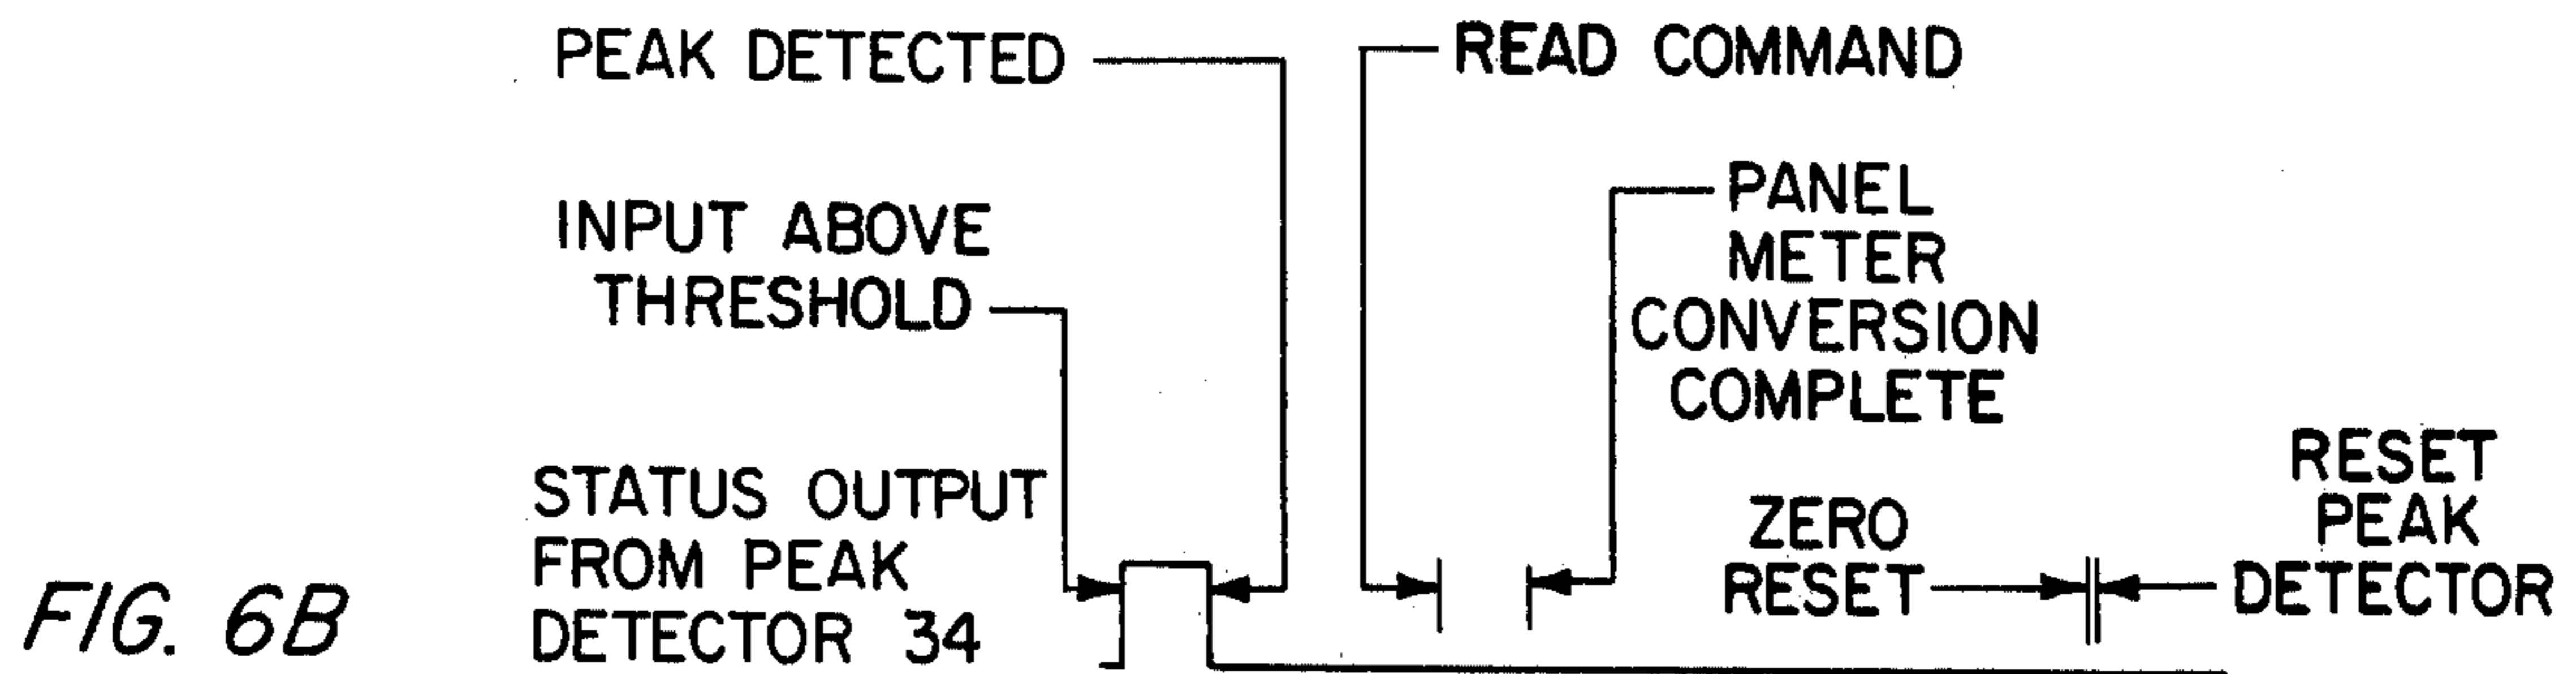 PEAK DETECTED
READ COMMAND
INPUT ABOVE
THRESHOLD
PANEL
METER
CONVERSION
COMPLETE
STATUS OUTPUT
FROM PEAK
DETECTOR 34
ZERO
RESET
RESET
PEAK
DETECTOR
FIG. 6B